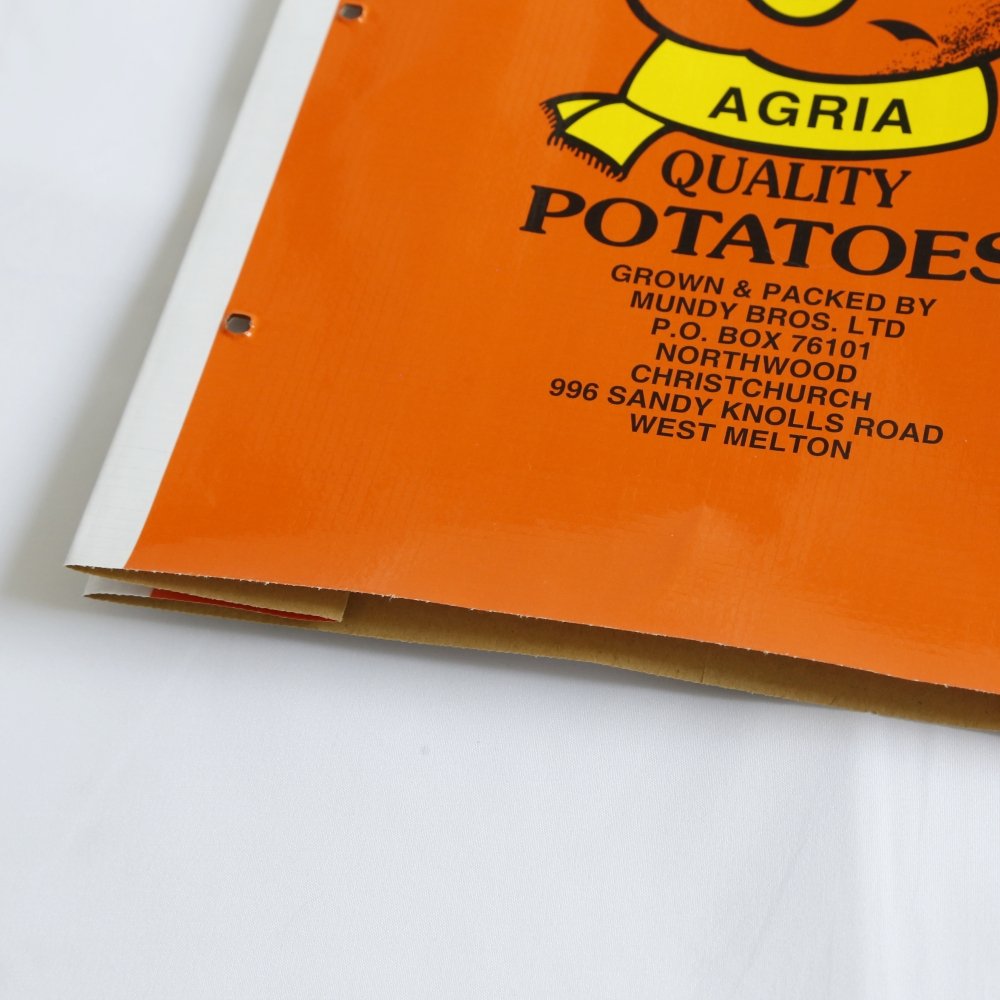 AGRIA
QUALITY
POTATOES
GROWN & PACKED BY
MUNDY BROS. LTD
P.O. BOX 76101
NORTHWOOD
CHRISTCHURCH
996 SANDY KNOLLS ROAD
WEST MELTON